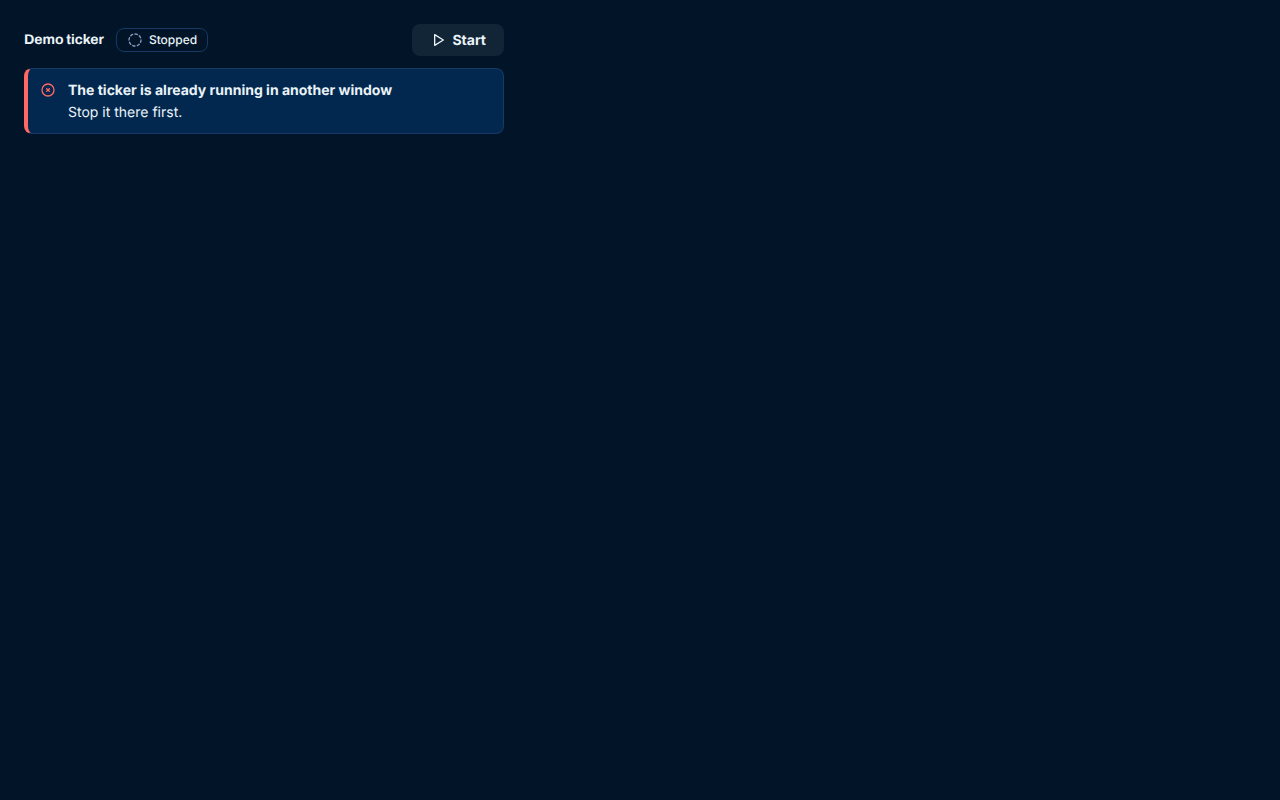 Demo ticker
Stopped
Start
The ticker is already running in another window
Stop it there first.